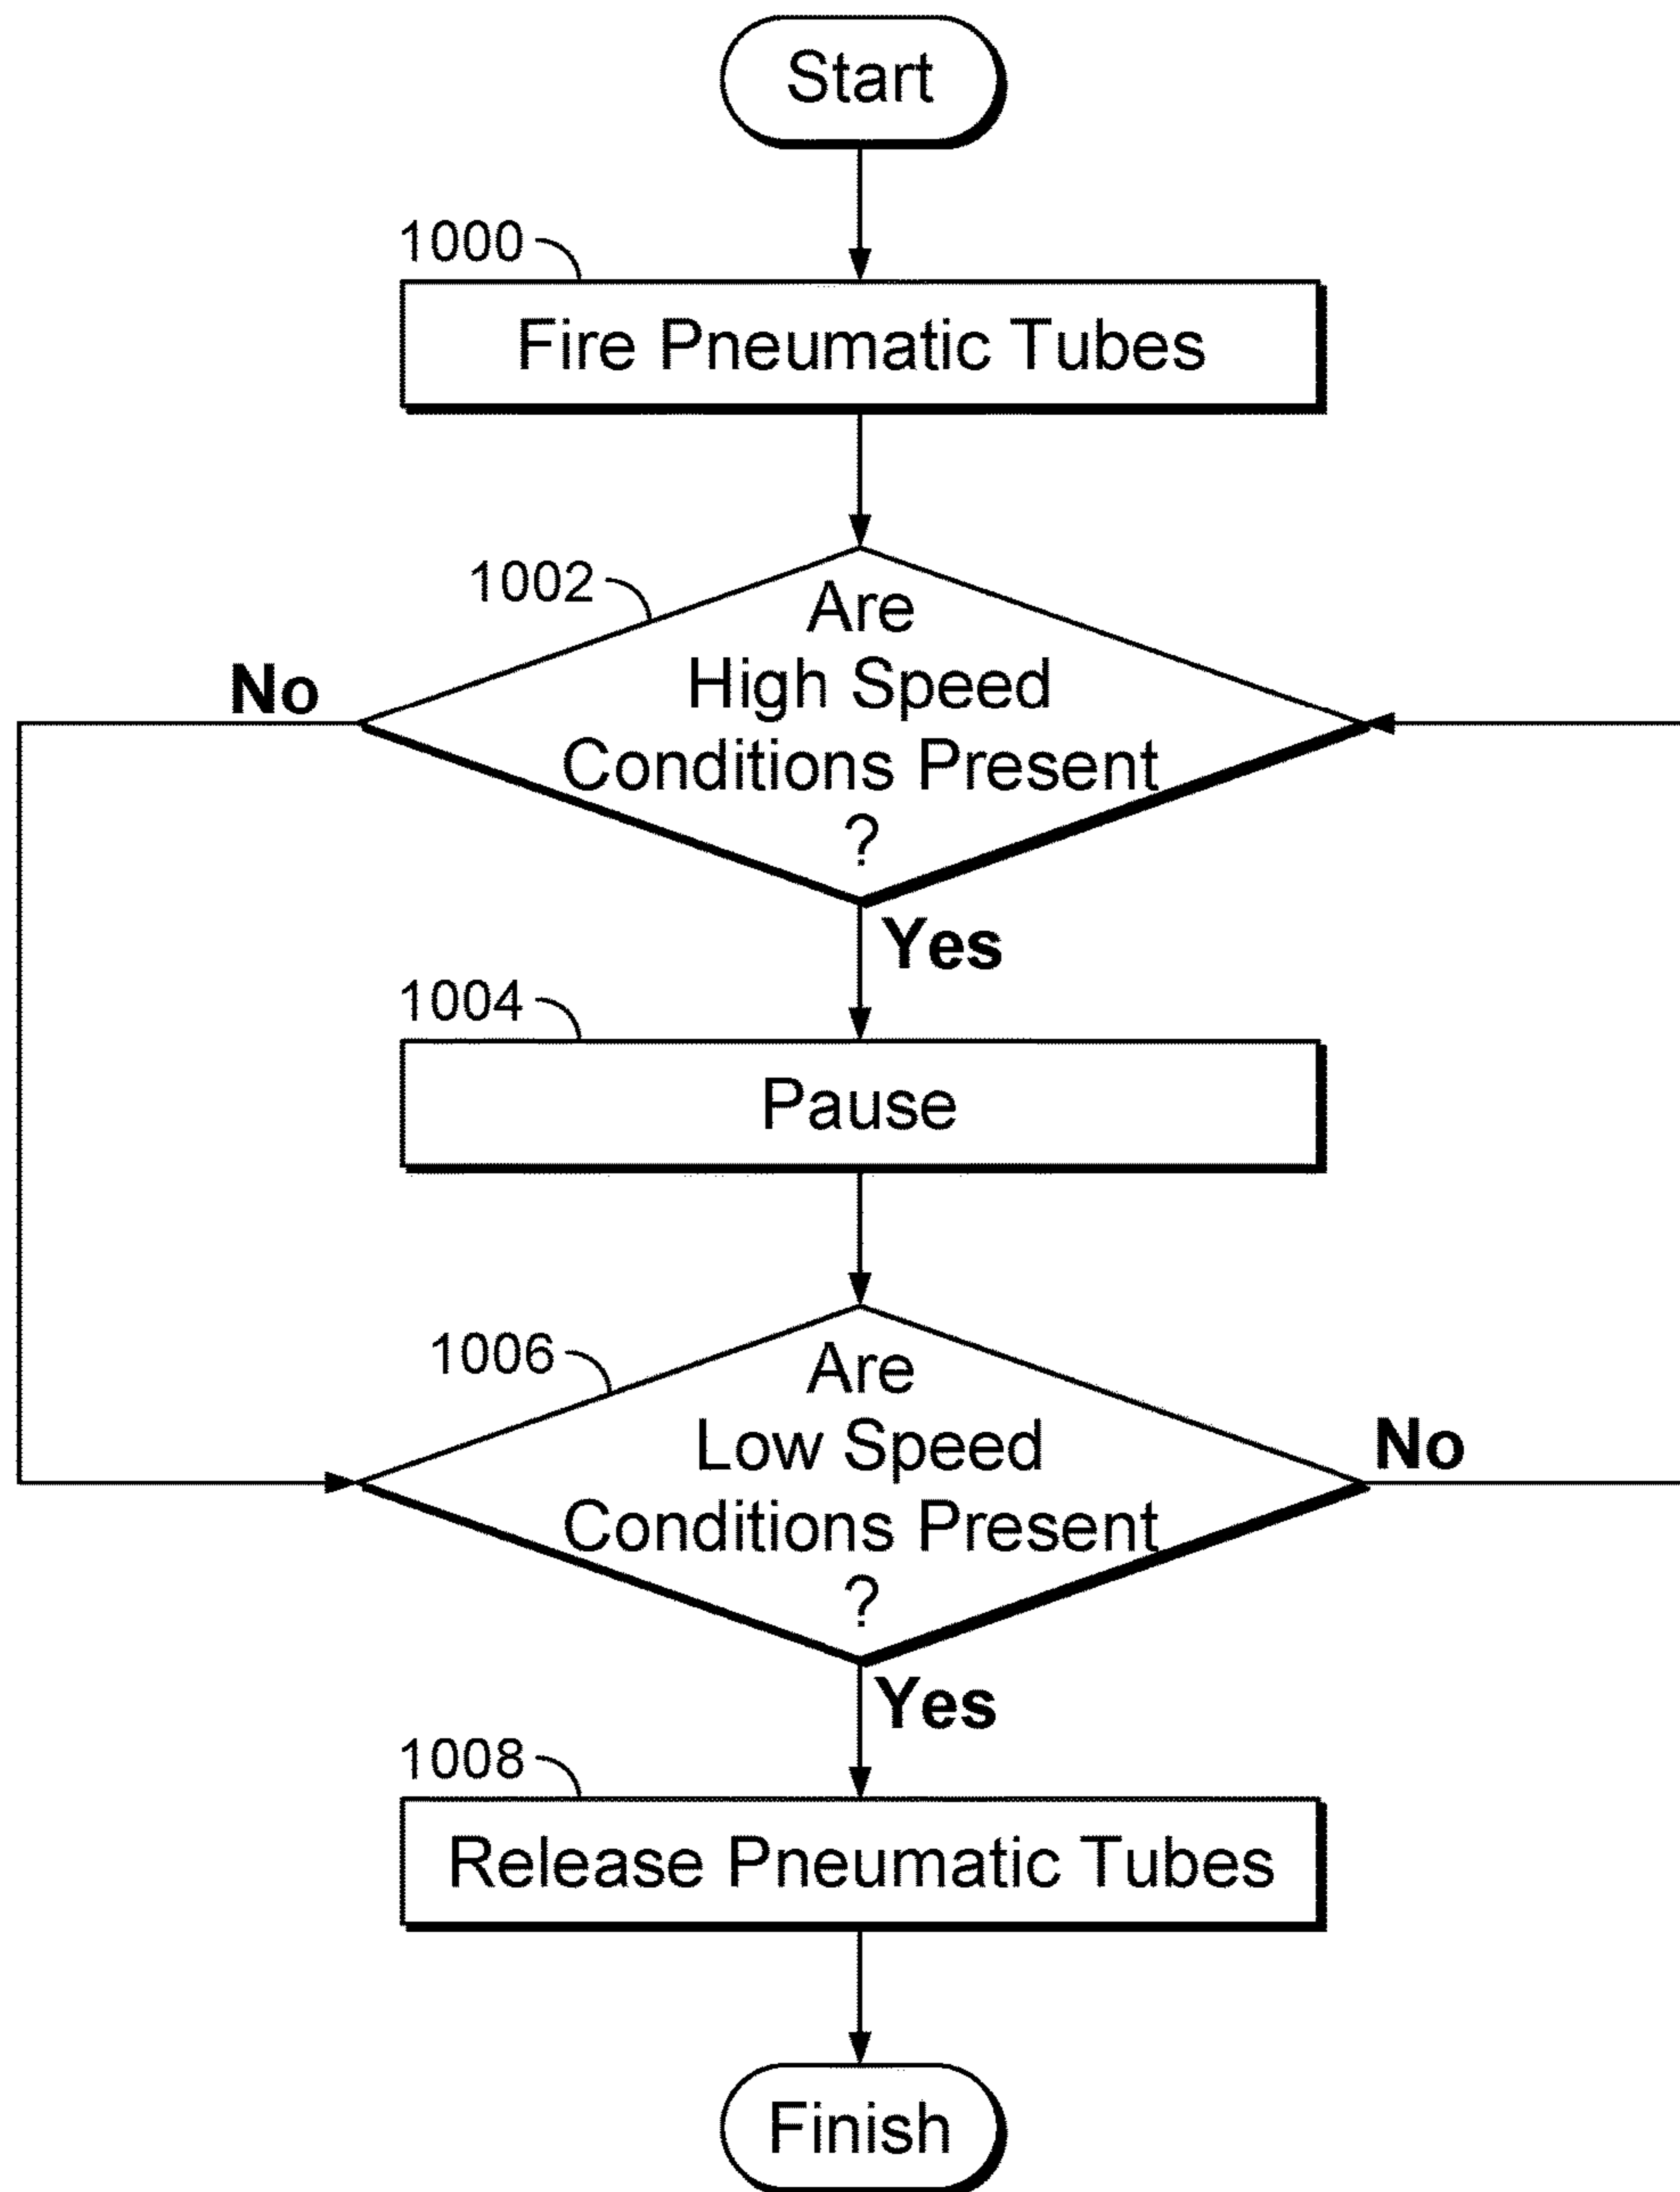 Start
1000
Fire Pneumatic Tubes
1002
Are
High Speed
Conditions Present
?
No
Yes
1004
Pause
1006
Are
Low Speed
Conditions Present
?
No
Yes
1008
Release Pneumatic Tubes
Finish